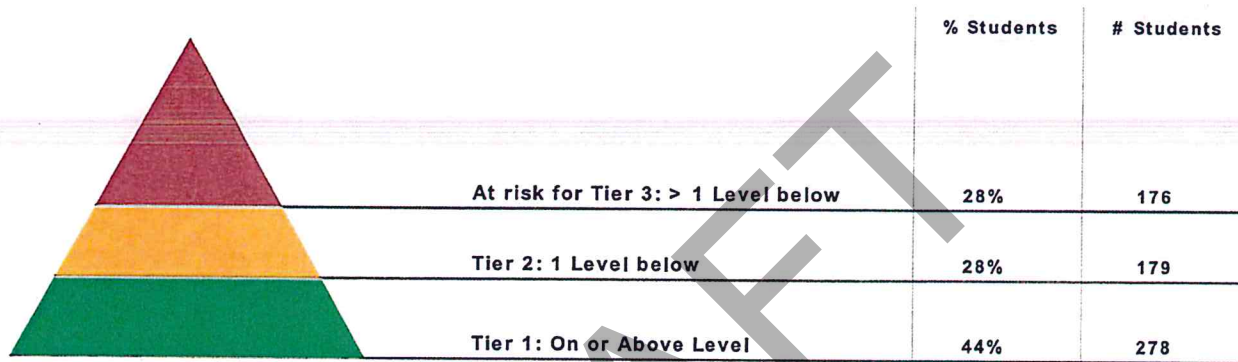 % Students # Students
At risk for Tier 3: > 1 Level below 28% 176
Tier 2: 1 Level below 28% 179
Tier 1: On or Above Level 44% 278
AFT